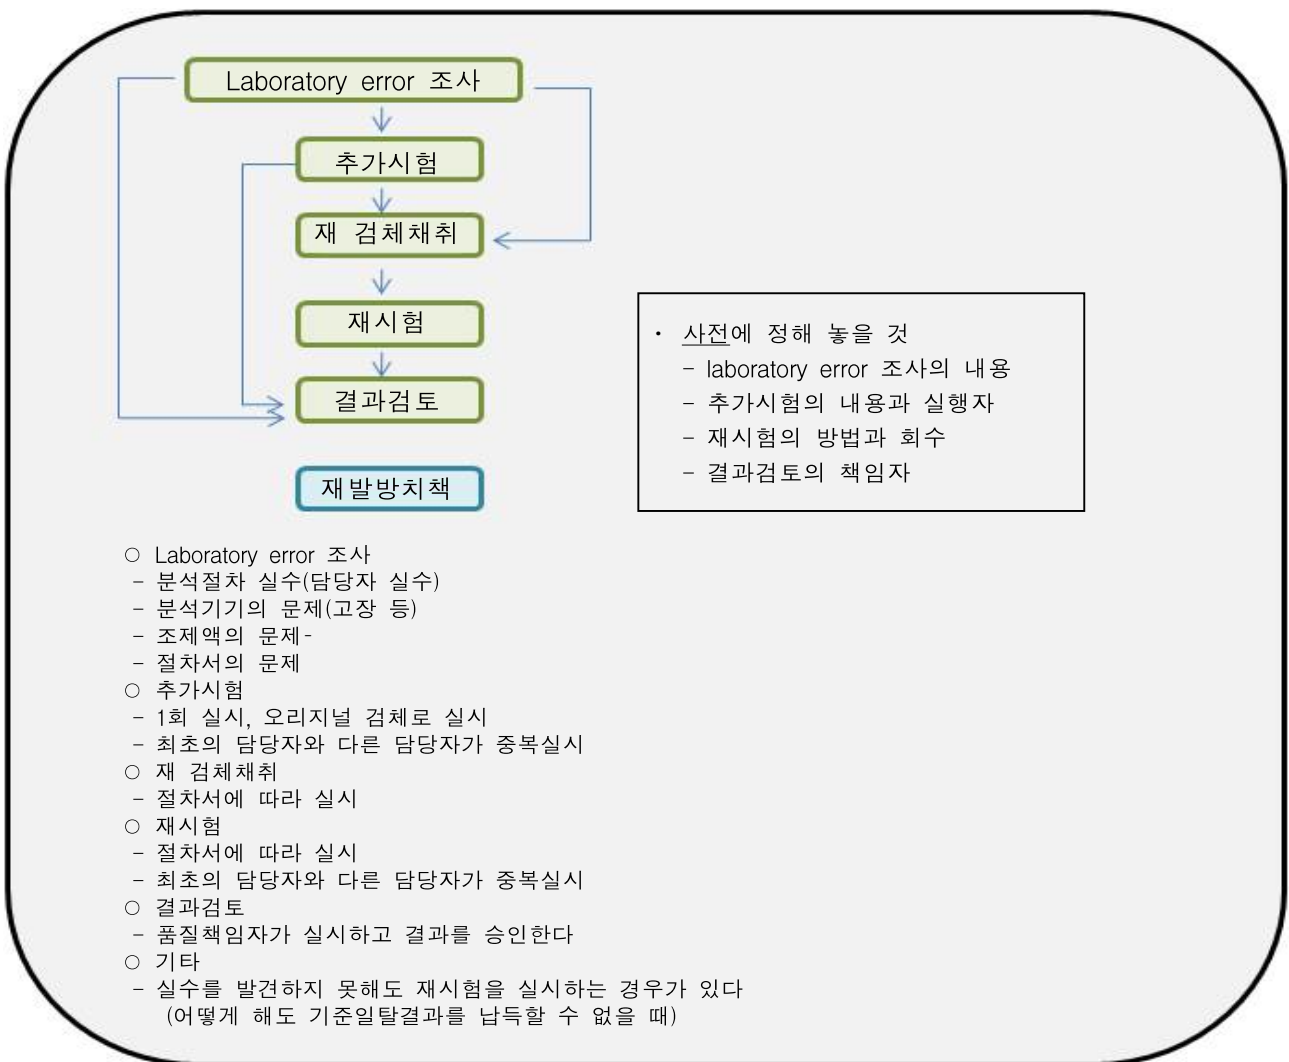 Laboratory error 조사
추가시험
재 검체채취
재시험
결과검토
재발방치책
· 사전에 정해 놓을 것
- laboratory error 조사의 내용
- 추가시험의 내용과 실행자
- 재시험의 방법과 회수
- 결과검토의 책임자
○ Laboratory error 조사
- 분석절차 실수(담당자 실수)
- 분석기기의 문제(고장 등)
- 조제액의 문제-
- 절차서의 문제
○ 추가시험
- 1회 실시, 오리지널 검체로 실시
- 최초의 담당자와 다른 담당자가 중복실시
○ 재 검체채취
- 절차서에 따라 실시
○ 재시험
- 절차서에 따라 실시
- 최초의 담당자와 다른 담당자가 중복실시
○ 결과검토
- 품질책임자가 실시하고 결과를 승인한다
○ 기타
- 실수를 발견하지 못해도 재시험을 실시하는 경우가 있다
(어떻게 해도 기준일탈결과를 납득할 수 없을 때)